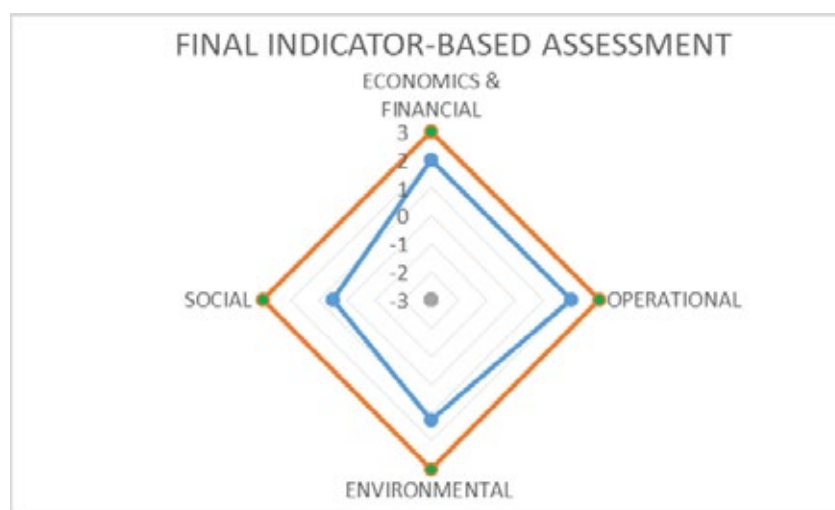 FINAL INDICATOR-BASED ASSESSMENT
ECONOMICS &
FINANCIAL
3
2
1
0
-1
-2
-3
SOCIAL
OPERATIONAL
ENVIRONMENTAL